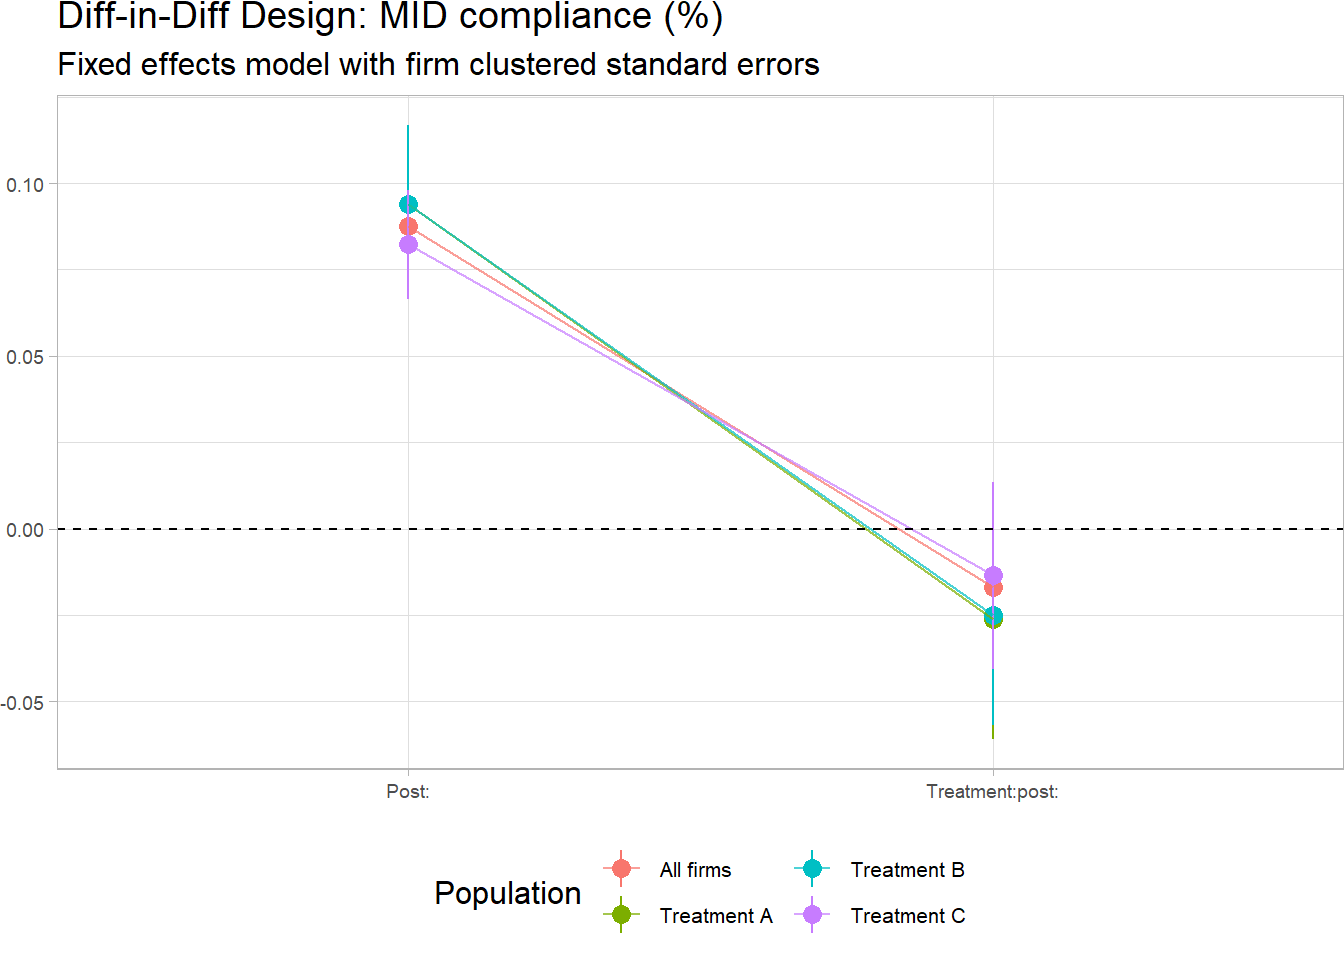 Diff-in-Diff Design: MID compliance (%)
Fixed effects model with firm clustered standard errors
0.10
0.05
0.00
-0.05
Post:
Treatment:post:
Population
All firms
Treatment B
Treatment A
Treatment C